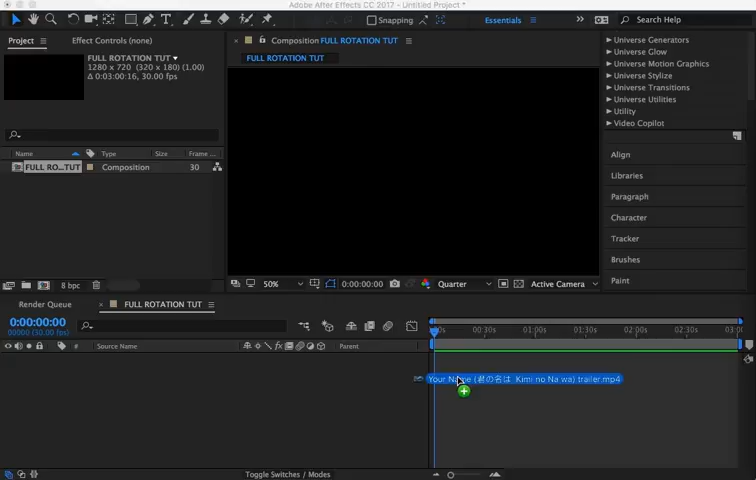 Adobe After Effects CC 2017 - Untitled Project *
Snapping
Essentials
Search Help
Project
Effect Controls (none)
Composition FULL ROTATION TUT
FULL ROTATION TUT
FULL ROTATION TUT
1280 x 720 (320 x 180) (1.00)
Δ 0:03:00:16, 30.00 fps
Name
Type
Size
Frame ...
FULL RO...TUT
Composition
30
Universe Generators
Universe Glow
Universe Motion Graphics
Universe Stylize
Universe Transitions
Universe Utilities
Utility
Video Copilot
Align
Libraries
Paragraph
Character
Tracker
Brushes
Paint
8 bpc
50%
0:00:00:00
Quarter
Active Camera
Render Queue
FULL ROTATION TUT
0:00:00:00
00000 (30.00 fps)
#
Source Name
Parent
00:30s
01:00s
01:30s
02:00s
02:30s
03:0
Your Name (君の名は. Kimi no Na wa) trailer.mp4
Toggle Switches / Modes